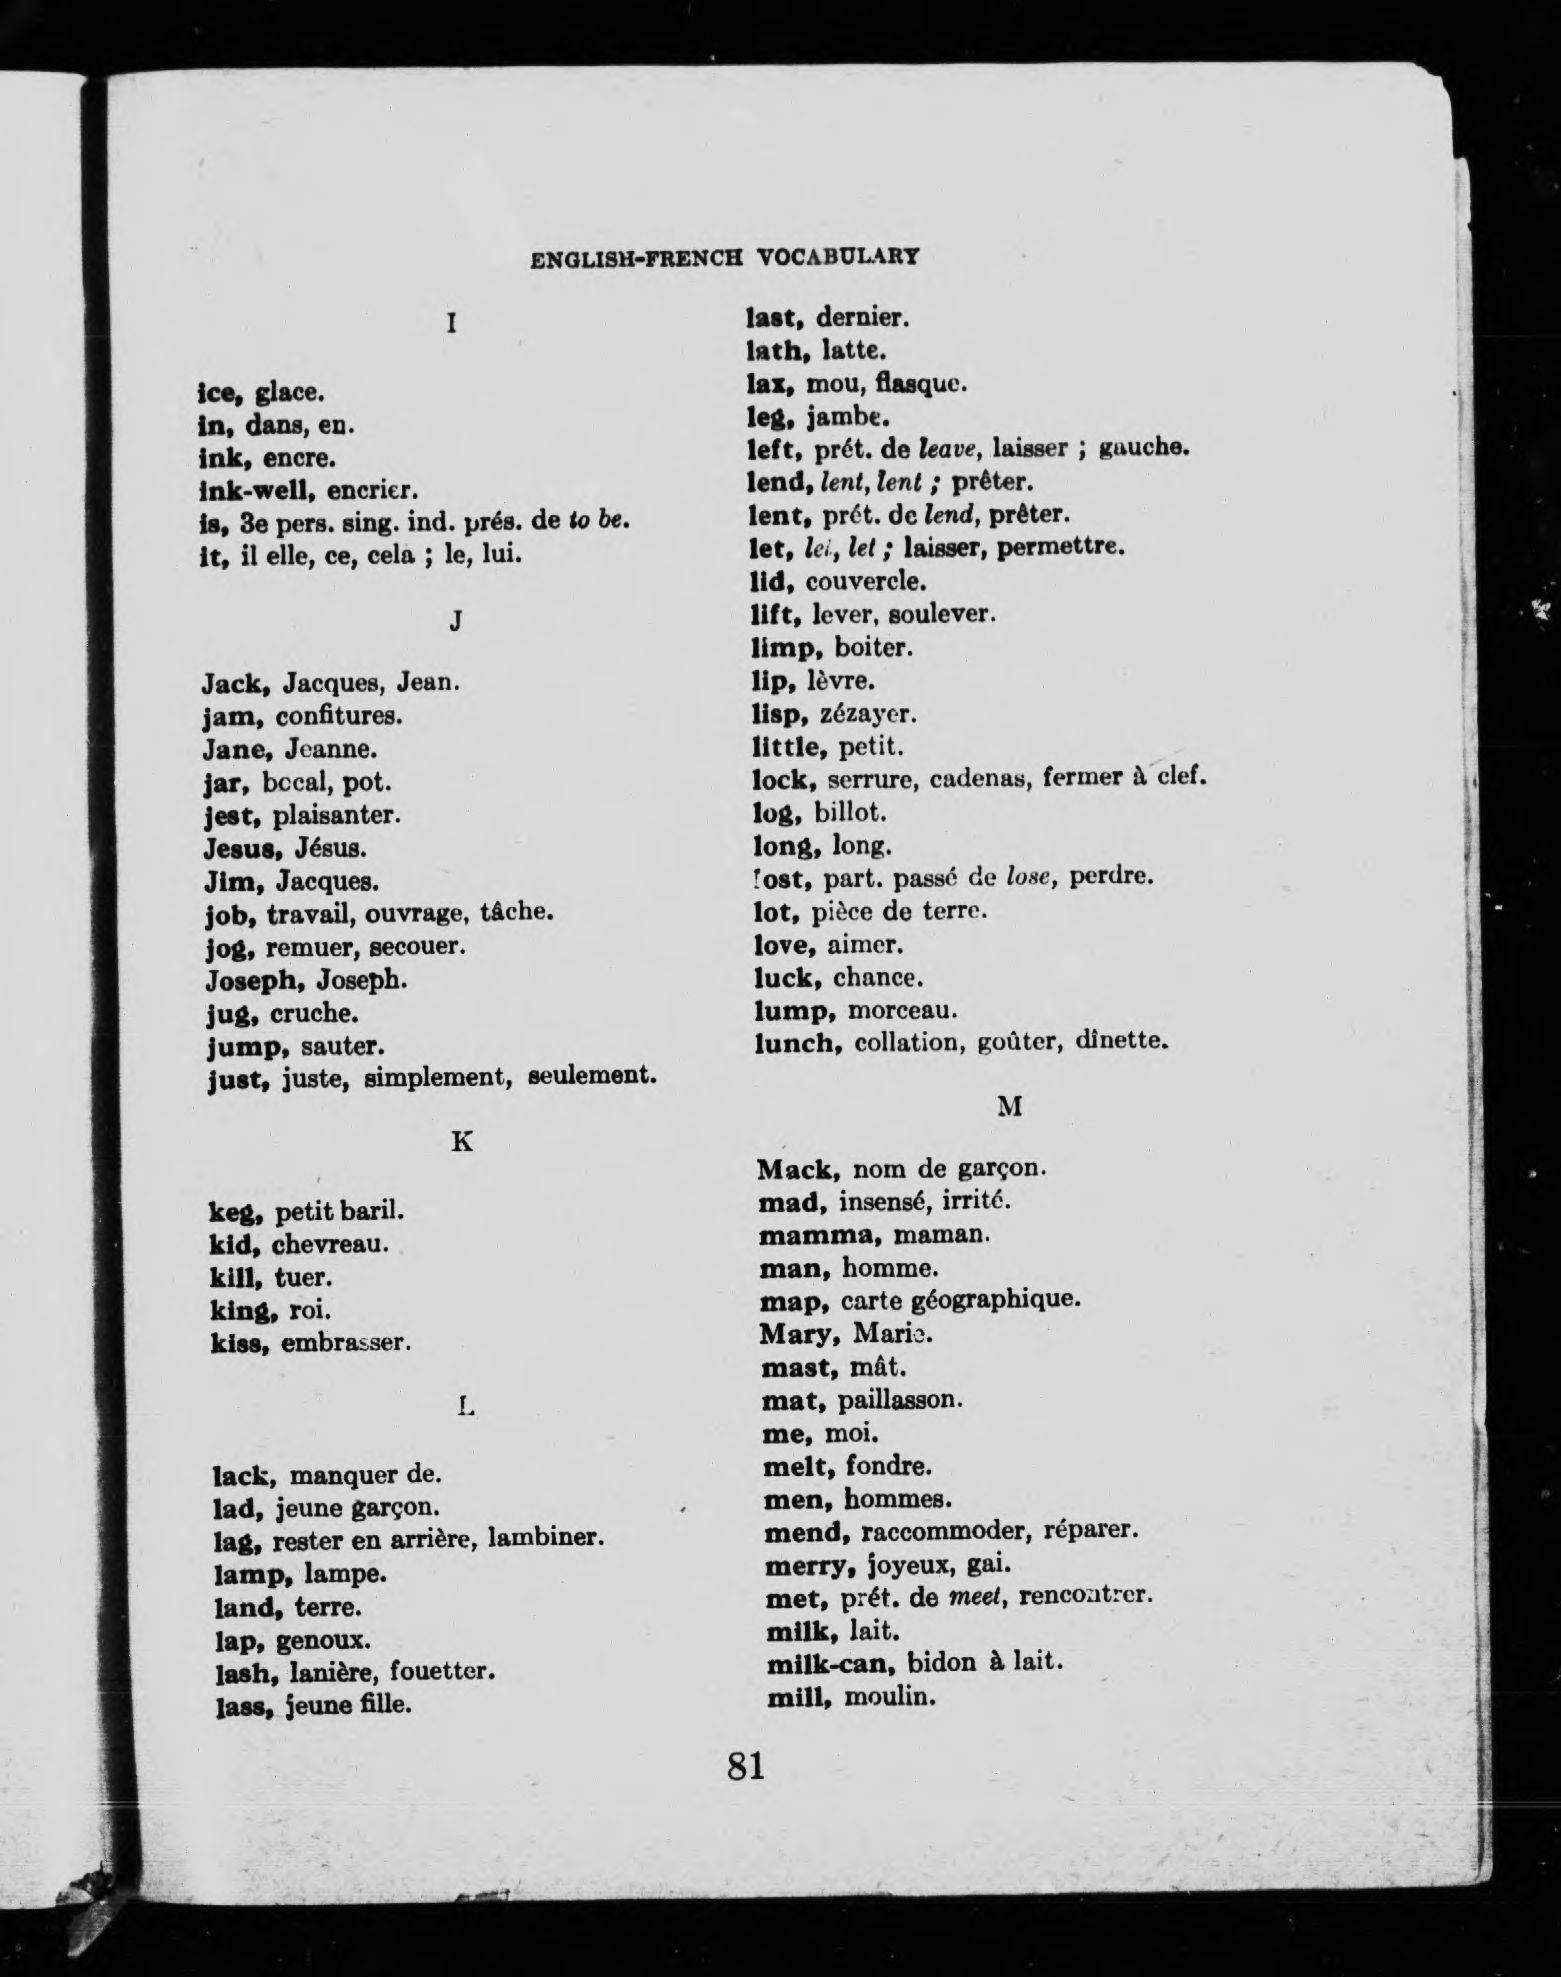 ENGLISH-FRENCH VOCABULARY
I
ice, glace.
in, dans, en.
ink, encre.
ink-well, encrier.
is, 3e pers. sing. ind. prés. de to be.
it, il elle, ce, cela ; le, lui.
J
Jack, Jacques, Jean.
jam, confitures.
Jane, Jeanne.
jar, bocal, pot.
jest, plaisanter.
Jesus, Jésus.
Jim, Jacques.
job, travail, ouvrage, tâche.
jog, remuer, secouer.
Joseph, Joseph.
jug, cruche.
jump, sauter.
just, juste, simplement, seulement.
K
keg, petit baril.
kid, chevreau.
kill, tuer.
king, roi.
kiss, embrasser.
L
lack, manquer de.
lad, jeune garçon.
lag, rester en arrière, lambiner.
lamp, lampe.
land, terre.
lap, genoux.
lash, lanière, fouetter.
lass, jeune fille.
last, dernier.
lath, latte.
lax, mou, flasque.
leg, jambe.
left, prét. de leave, laisser ; gauche.
lend, lent, lent ; prêter.
lent, prét. de lend, prêter.
let, let, let ; laisser, permettre.
lid, couvercle.
lift, lever, soulever.
limp, boiter.
lip, lèvre.
lisp, zézayer.
little, petit.
lock, serrure, cadenas, fermer à clef.
log, billot.
long, long.
lost, part. passé de lose, perdre.
lot, pièce de terre.
love, aimer.
luck, chance.
lump, morceau.
lunch, collation, goûter, dînette.
M
Mack, nom de garçon.
mad, insensé, irrité.
mamma, maman.
man, homme.
map, carte géographique.
Mary, Marie.
mast, mât.
mat, paillasson.
me, moi.
melt, fondre.
men, hommes.
mend, raccommoder, réparer.
merry, joyeux, gai.
met, prét. de meet, rencontrer.
milk, lait.
milk-can, bidon à lait.
mill, moulin.
81